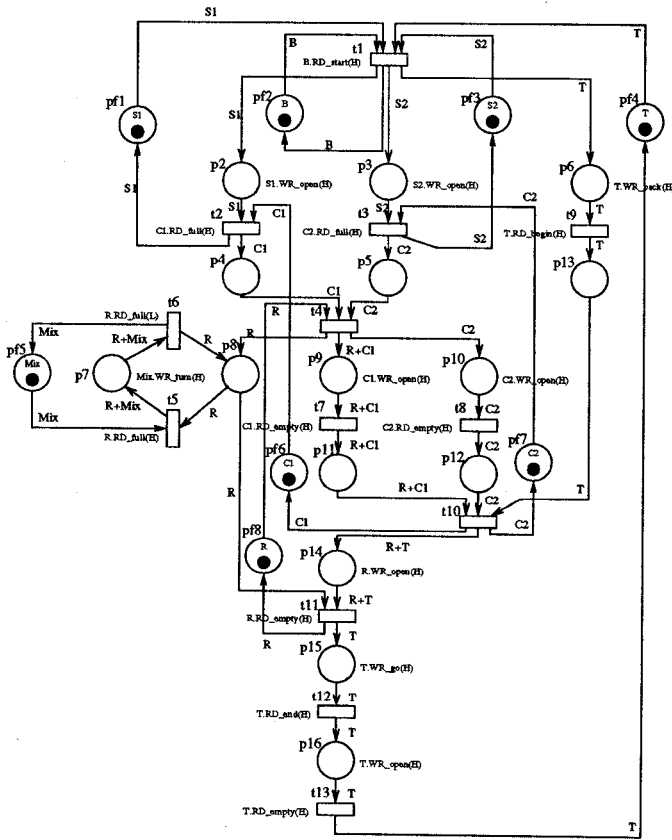 S1
T
B
t1
S2
B.RD_start(H)
pf1
S1
pf2
B
pf3
S2
pf4
T
S1
S2
T
B
p2
p3
p6
S1
S1.WR_open(H)
S2.WR_open(H)
T.WR_back(H)
S1
C1
S2
C2
T
t2
t3
t9
C1.RD_full(H)
C2.RD_full(H)
T.RD_begin(H)
S2
T
C1
C2
p4
p5
p13
t6
C1
R.RD_full(L)
R
t4
C2
Mix
R
R
C2
pf5
Mix
R+Mix
p8
R+C1
p7
Mix.WR_turn(H)
p9
p10
C1.WR_open(H)
C2.WR_open(H)
R+Mix
R
t5
Mix
t7
R+C1
t8
C2
R.RD_full(H)
C1.RD_empty(H)
C2.RD_empty(H)
R+C1
C2
pf6
C1
p11
p12
pf7
C2
R
R+C1
C2
T
t10
C1
C2
pf8
R
R+T
p14
R.WR_open(H)
t11
R+T
R.RD_empty(H)
R
T
p15
T.WR_go(H)
t12
T
T.RD_end(H)
T
p16
T.WR_open(H)
t13
T
T.RD_empty(H)
T